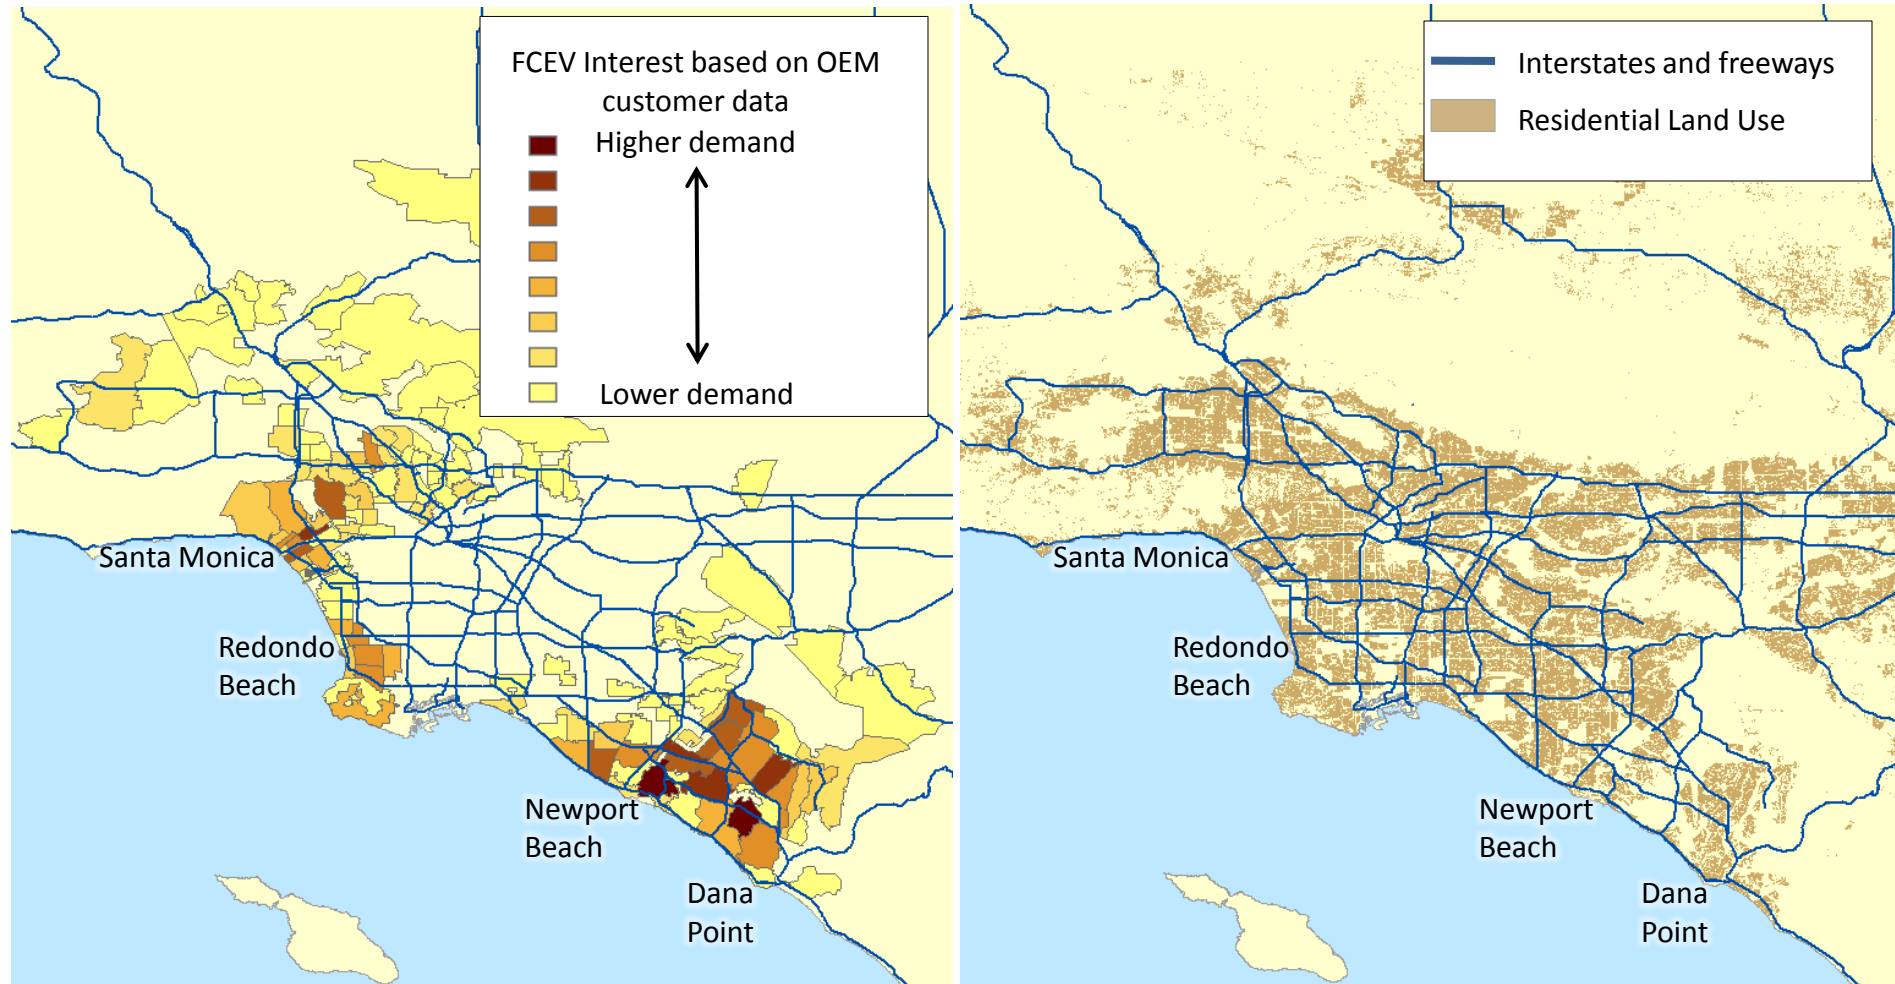 FCEV Interest based on OEM
customer data
Higher demand
Lower demand
Santa Monica
Redondo
Beach
Newport
Beach
Dana
Point
Interstates and freeways
Residential Land Use
Santa Monica
Redondo
Beach
Newport
Beach
Dana
Point